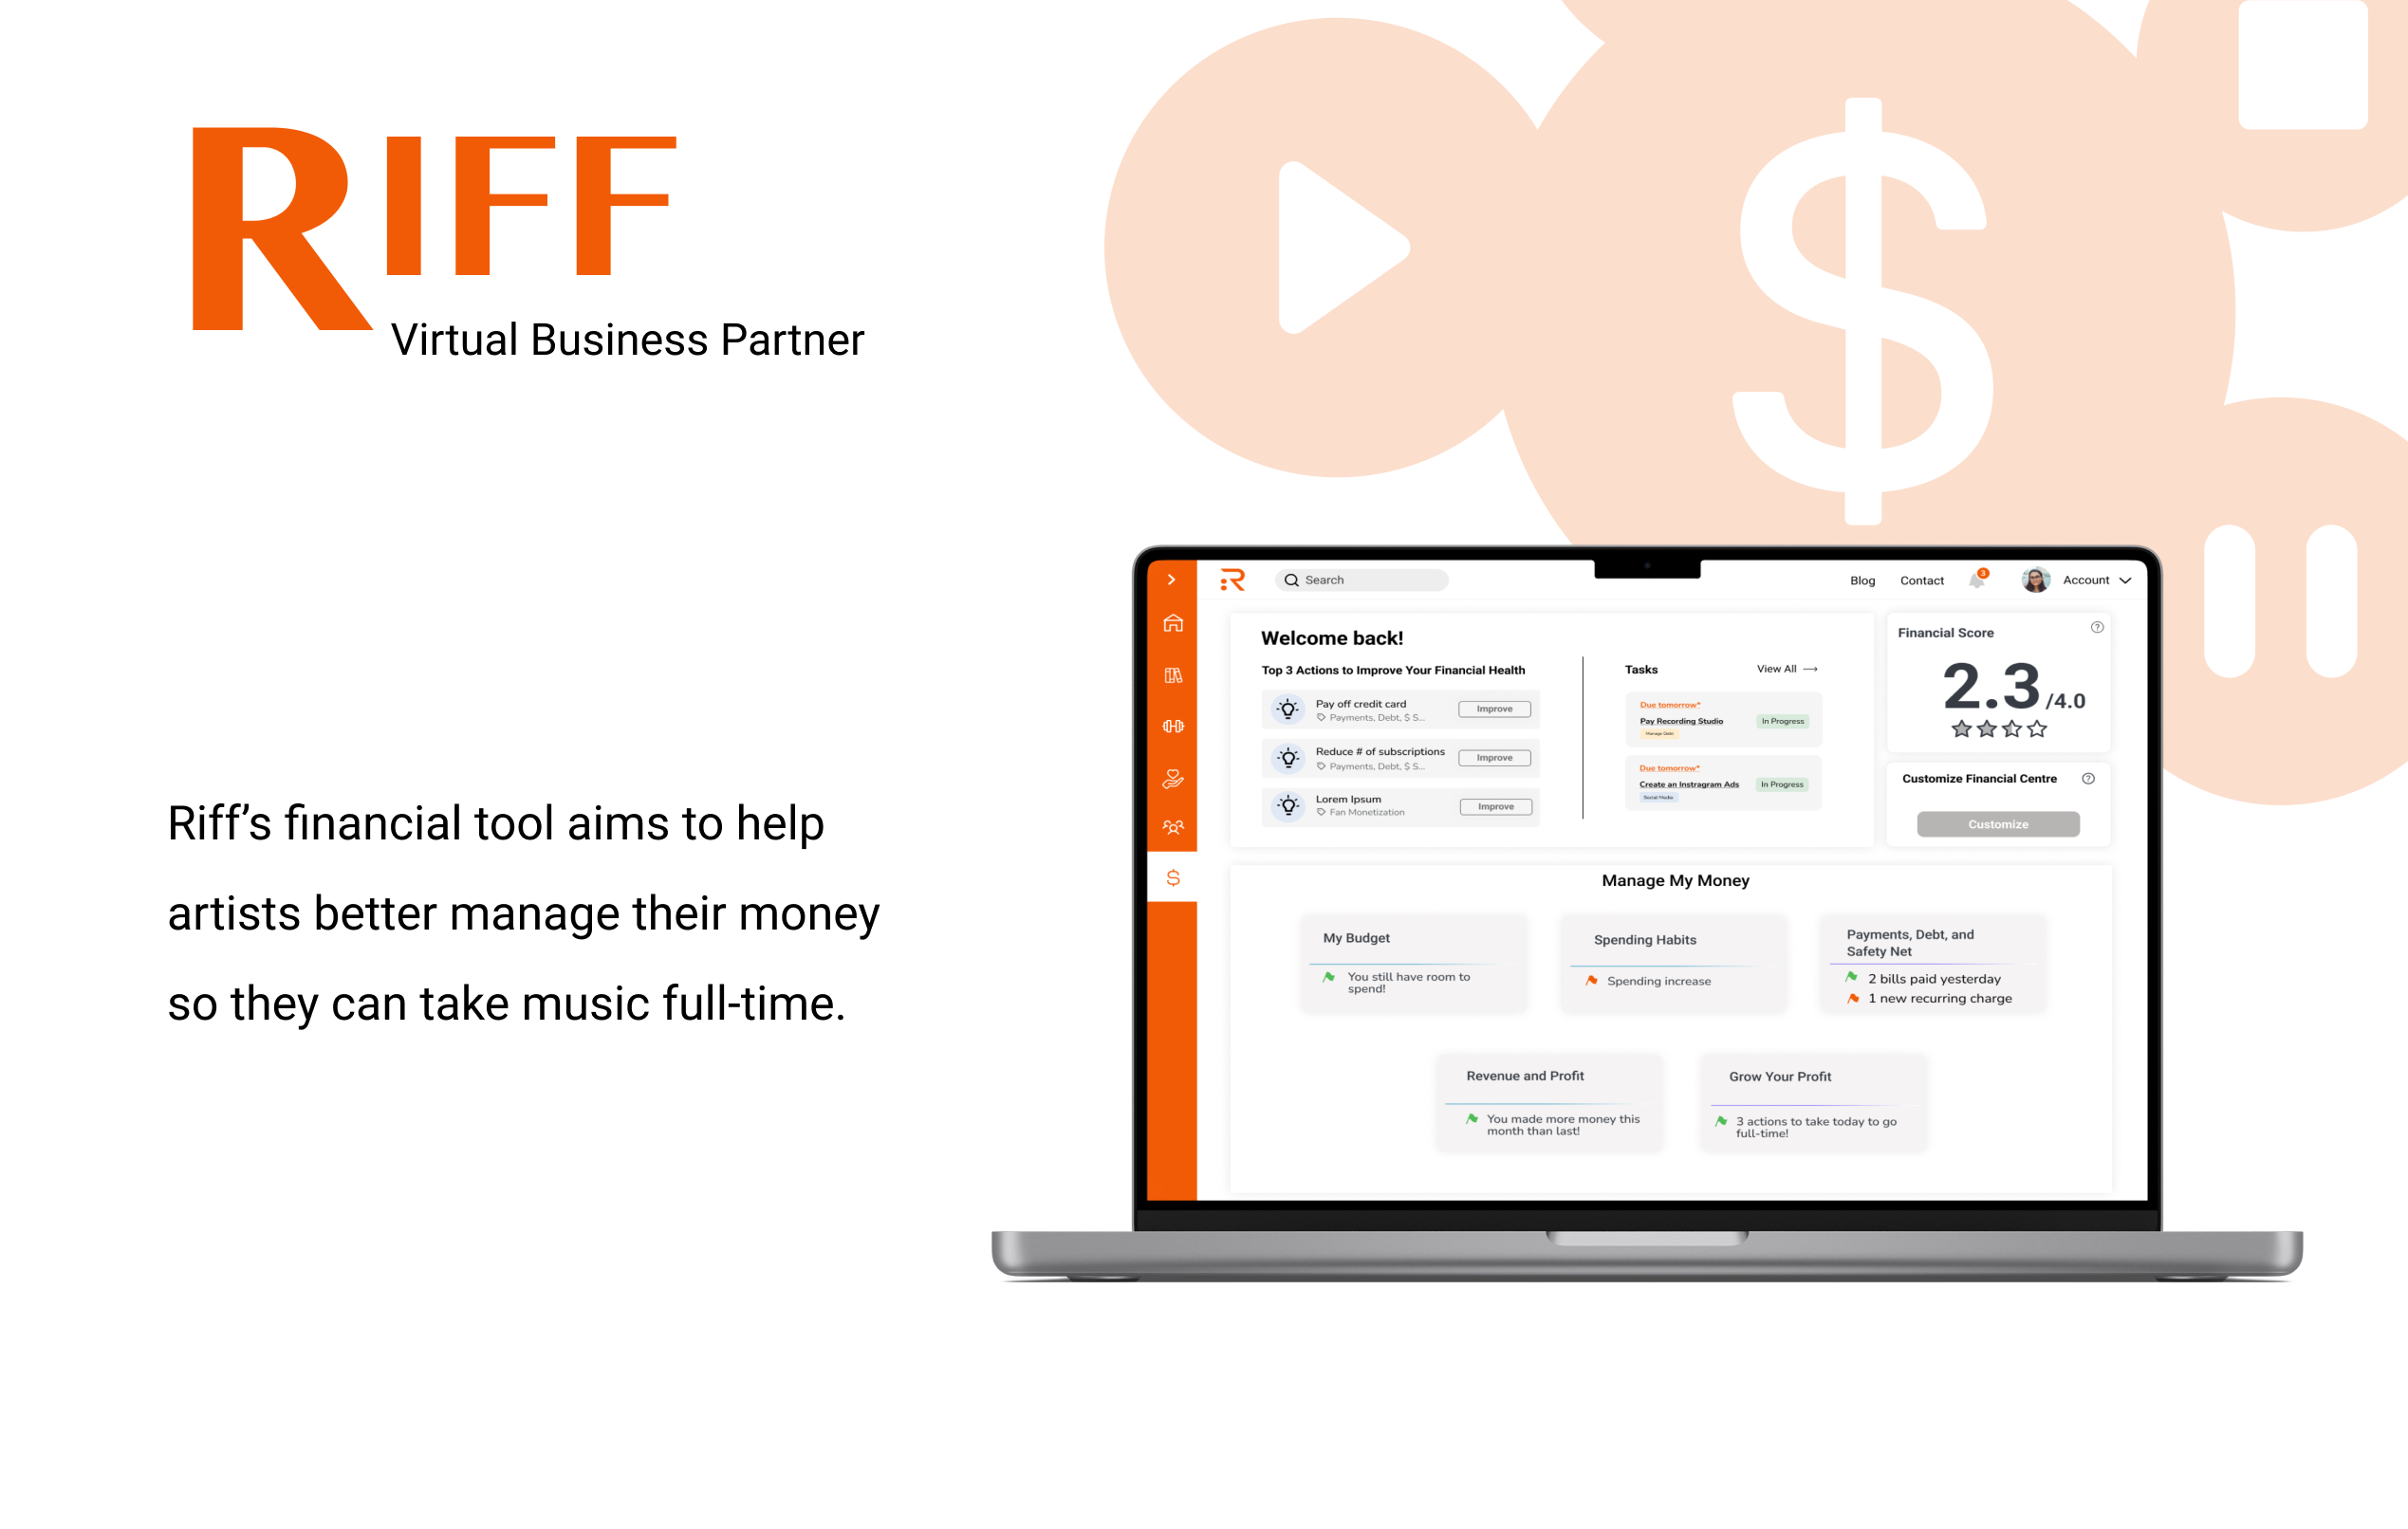 RIFF
Virtual Business Partner
Riff's financial tool aims to help
artists better manage their money
so they can take music full-time.
R
Search
Blog
Contact
3
Account
Welcome back!
Top 3 Actions to Improve Your Financial Health
Pay off credit card
Payments, Debt, $ S...
Improve
Reduce # of subscriptions
Payments, Debt, $ S...
Improve
Lorem Ipsum
Fan Monetization
Improve
Tasks
View All
Due tomorrow*
Pay Recording Studio
In Progress
Manage Debt
Due tomorrow*
Create an Instragram Ads
In Progress
Social Media
Financial Score
?
2.3/4.0
Customize Financial Centre
?
Customize
$
$
Manage My Money
My Budget
You still have room to
spend!
Spending Habits
Spending increase
Payments, Debt, and
Safety Net
2 bills paid yesterday
1 new recurring charge
Revenue and Profit
You made more money this
month than last!
Grow Your Profit
3 actions to take today to go
full-time!